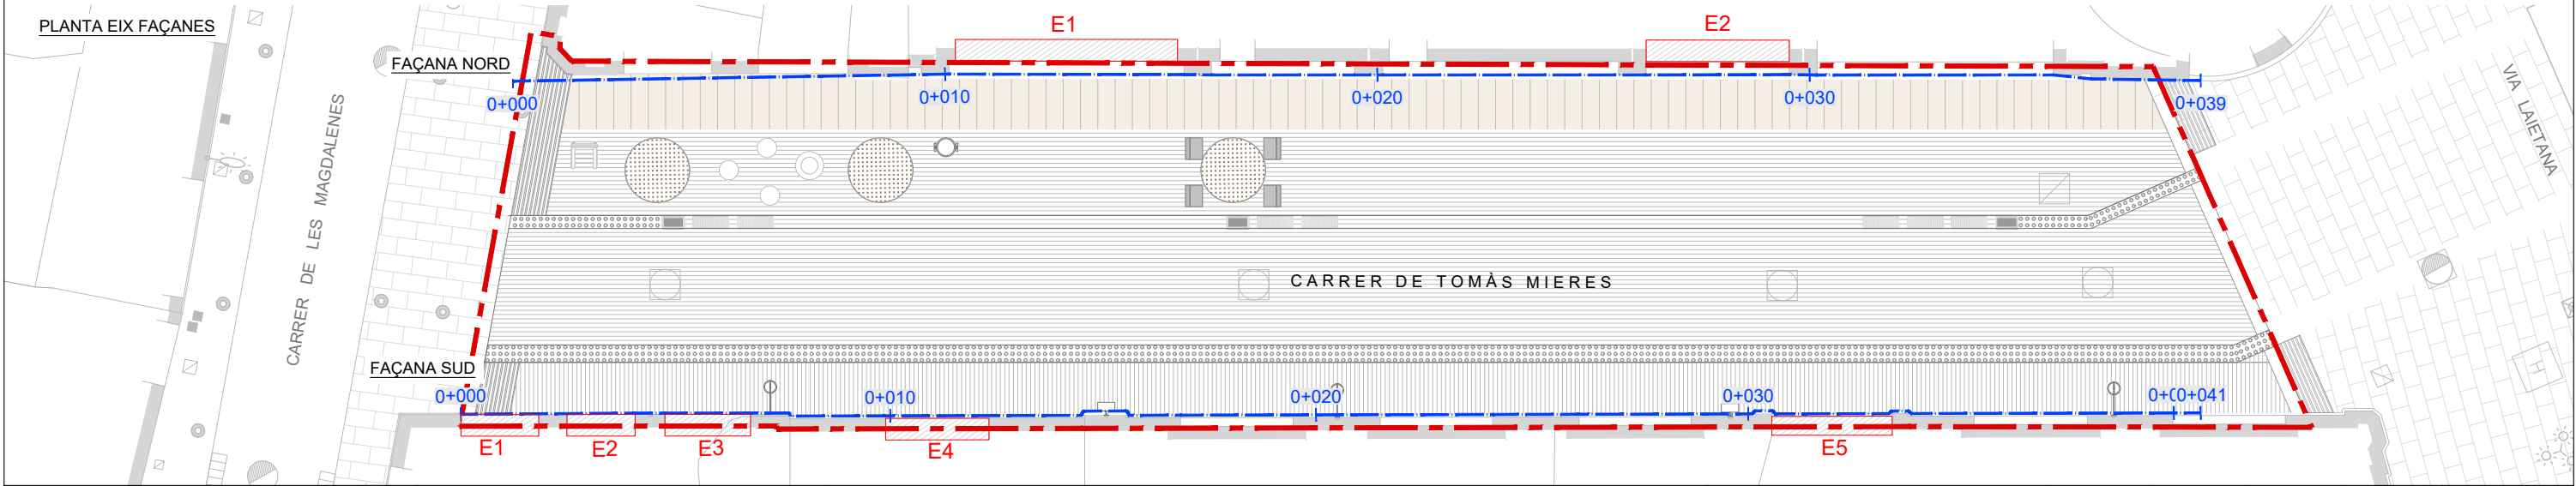 PLANTA EIX FAÇANES
E1
E2
FAÇANA NORD
0+000
0+010
0+020
0+030
0+039
CARRER DE LES MAGDALENES
VIA LAIETANA
CARRER DE TOMÀS MIERES
H
FAÇANA SUD
0+000
0+010
0+020
0+030
0+041
E1
E2
E3
E4
E5